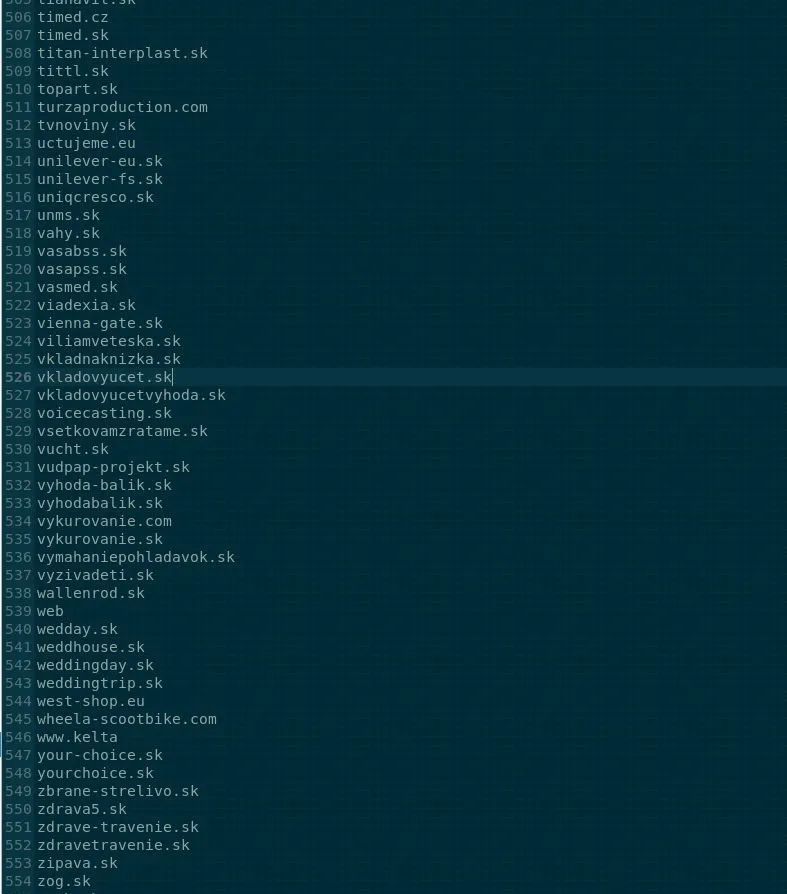 506 timed.cz
507 timed.sk
508 titan-interplast.sk
509 tittl.sk
510 topart.sk
511 turzaproduction.com
512 tvnoviny.sk
513 uctujeme.eu
514 unilever-eu.sk
515 unilever-fs.sk
516 uniqcresco.sk
517 unms.sk
518 vahy.sk
519 vasabss.sk
520 vasapss.sk
521 vasmed.sk
522 viadexia.sk
523 vienna-gate.sk
524 viliamveteska.sk
525 vkladnaknizka.sk
526 vkladovyucet.sk
527 vkladovyucetvyhoda.sk
528 voicecasting.sk
529 vsetkovamzratame.sk
530 vucht.sk
531 vudpap-projekt.sk
532 vyhoda-balik.sk
533 vyhodabalik.sk
534 vykurovanie.com
535 vykurovanie.sk
536 vymahaniepohladavok.sk
537 vyzivadeti.sk
538 wallenrod.sk
539 web
540 wedday.sk
541 weddhouse.sk
542 weddingday.sk
543 weddingtrip.sk
544 west-shop.eu
545 wheela-scootbike.com
546 www.kelta
547 your-choice.sk
548 yourchoice.sk
549 zbrane-strelivo.sk
550 zdrava5.sk
551 zdrave-travenie.sk
552 zdravetravenie.sk
553 zipava.sk
554 zog.sk